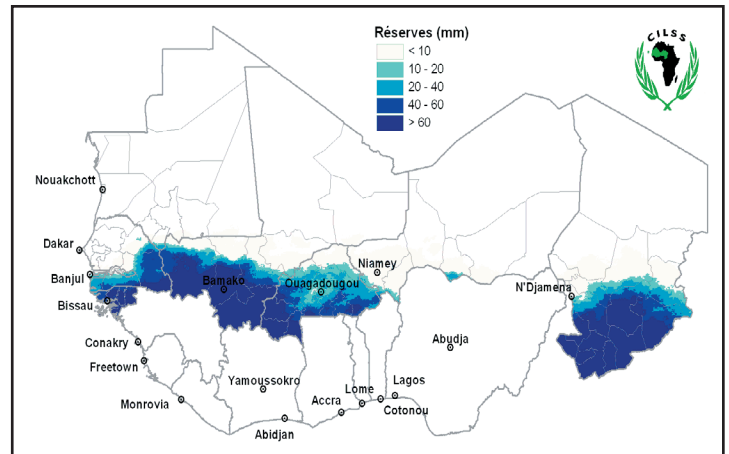 Réserves (mm)
< 10
10 - 20
20 - 40
40 - 60
> 60
CILSS
Nouakchott
Dakar
Banjul
Bissau
Bamako
Ouagadougou
Niamey
N'Djamena
Conakry
Freetown
Monrovia
Yamoussokro
Abidjan
Accra
Lome
Lagos
Cotonou
Abudja